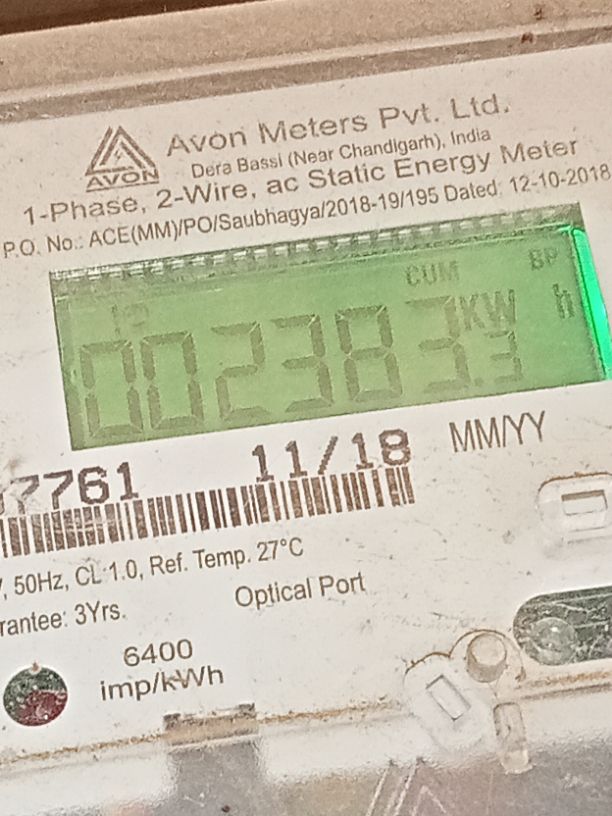 Avon Meters Pvt. Ltd.
AVON
Dera Bassi (Near Chandigarh), India
1-Phase, 2-Wire, ac Static Energy Meter
P.O. No.: ACE(MM)/PO/Saubhagya/2018-19/195 Dated: 12-10-2018
CUM BP
002383 KW h
3.3
7761 11/18 MM/YY
, 50Hz, CL 1.0, Ref. Temp. 27°C
rantee: 3Yrs. Optical Port
6400
imp/kWh